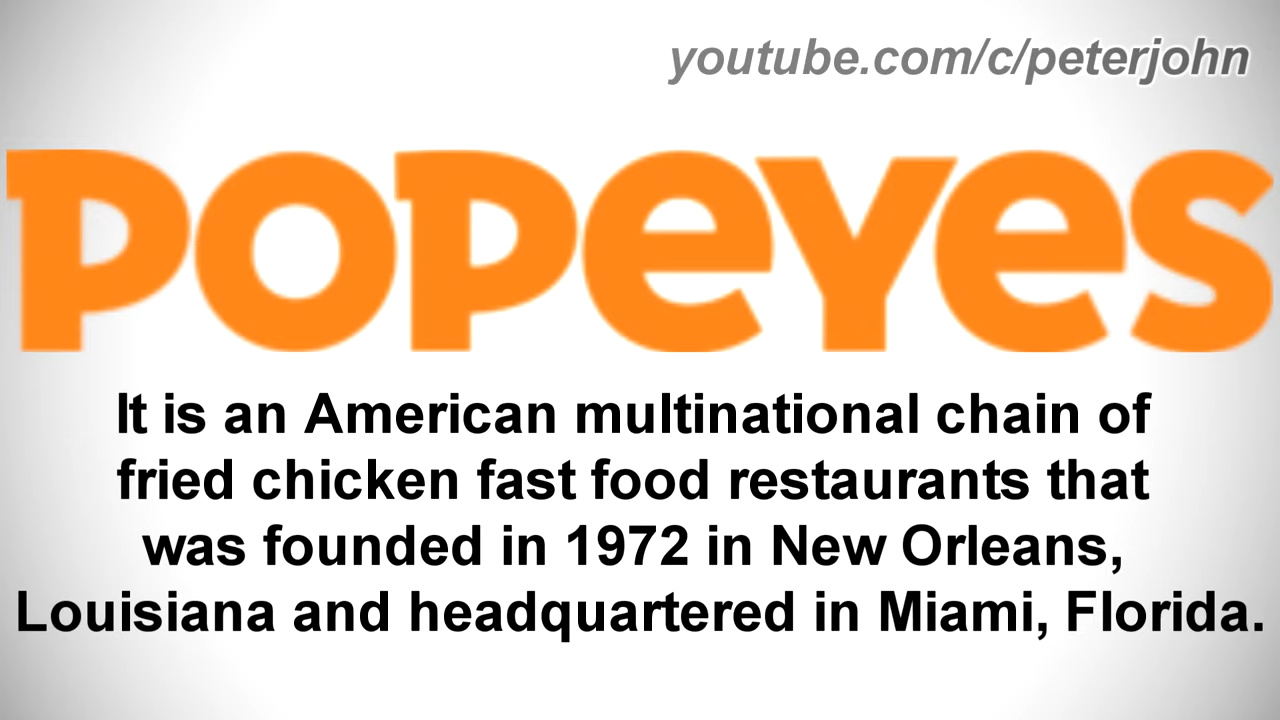 youtube.com/c/peterjohn
POPEYES
It is an American multinational chain of
fried chicken fast food restaurants that
was founded in 1972 in New Orleans,
Louisiana and headquartered in Miami, Florida.